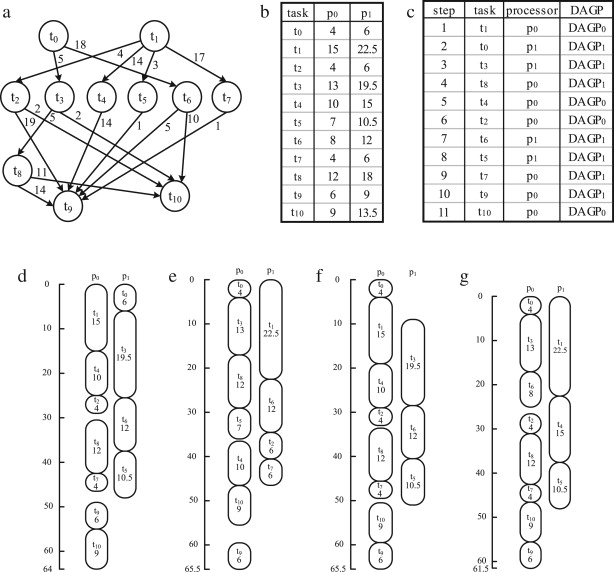 a
t0 t1
18 17
5 4 14 3
t2 t3 t4 t5 t6 t7
2 2 10
19 5 14 1 5 1
t8 11
14
t9 t10
b
task p0 p1
t0 4 6
t1 15 22.5
t2 4 6
t3 13 19.5
t4 10 15
t5 7 10.5
t6 8 12
t7 4 6
t8 12 18
t9 6 9
t10 9 13.5
c
step task processor DAGP
1 t1 p0 DAGP0
2 t0 p1 DAGP1
3 t3 p1 DAGP1
4 t8 p0 DAGP1
5 t4 p0 DAGP0
6 t2 p0 DAGP0
7 t6 p1 DAGP1
8 t5 p1 DAGP1
9 t7 p0 DAGP1
10 t9 p0 DAGP1
11 t10 p0 DAGP0
d
p0 p1
0
10
20
30
40
50
60
64
t1
15
t4
10
t2
4
t8
12
t7 4
t9
6
t10
9
t0
6
t3
19.5
t6
12
t5
10.5
e
p0 p1
0
10
20
30
40
50
60
65.5
t0
4
t3
13
t8
12
t5
7
t4
10
t10
9
t9
6
t1
22.5
t6
12
t2
6
t7
6
f
p0 p1
0
10
20
30
40
50
60
65.5
t0
4
t1
15
t4
10
t2
4
t8
12
t7 4
t10
9
t9
6
t3
19.5
t6
12
t5
10.5
g
p0 p1
0
10
20
30
40
50
60
61.5
t0
4
t3
13
t6
8
t2
4
t8
12
t7
4
t10
9
t9
6
t1
22.5
t4
15
t5
10.5